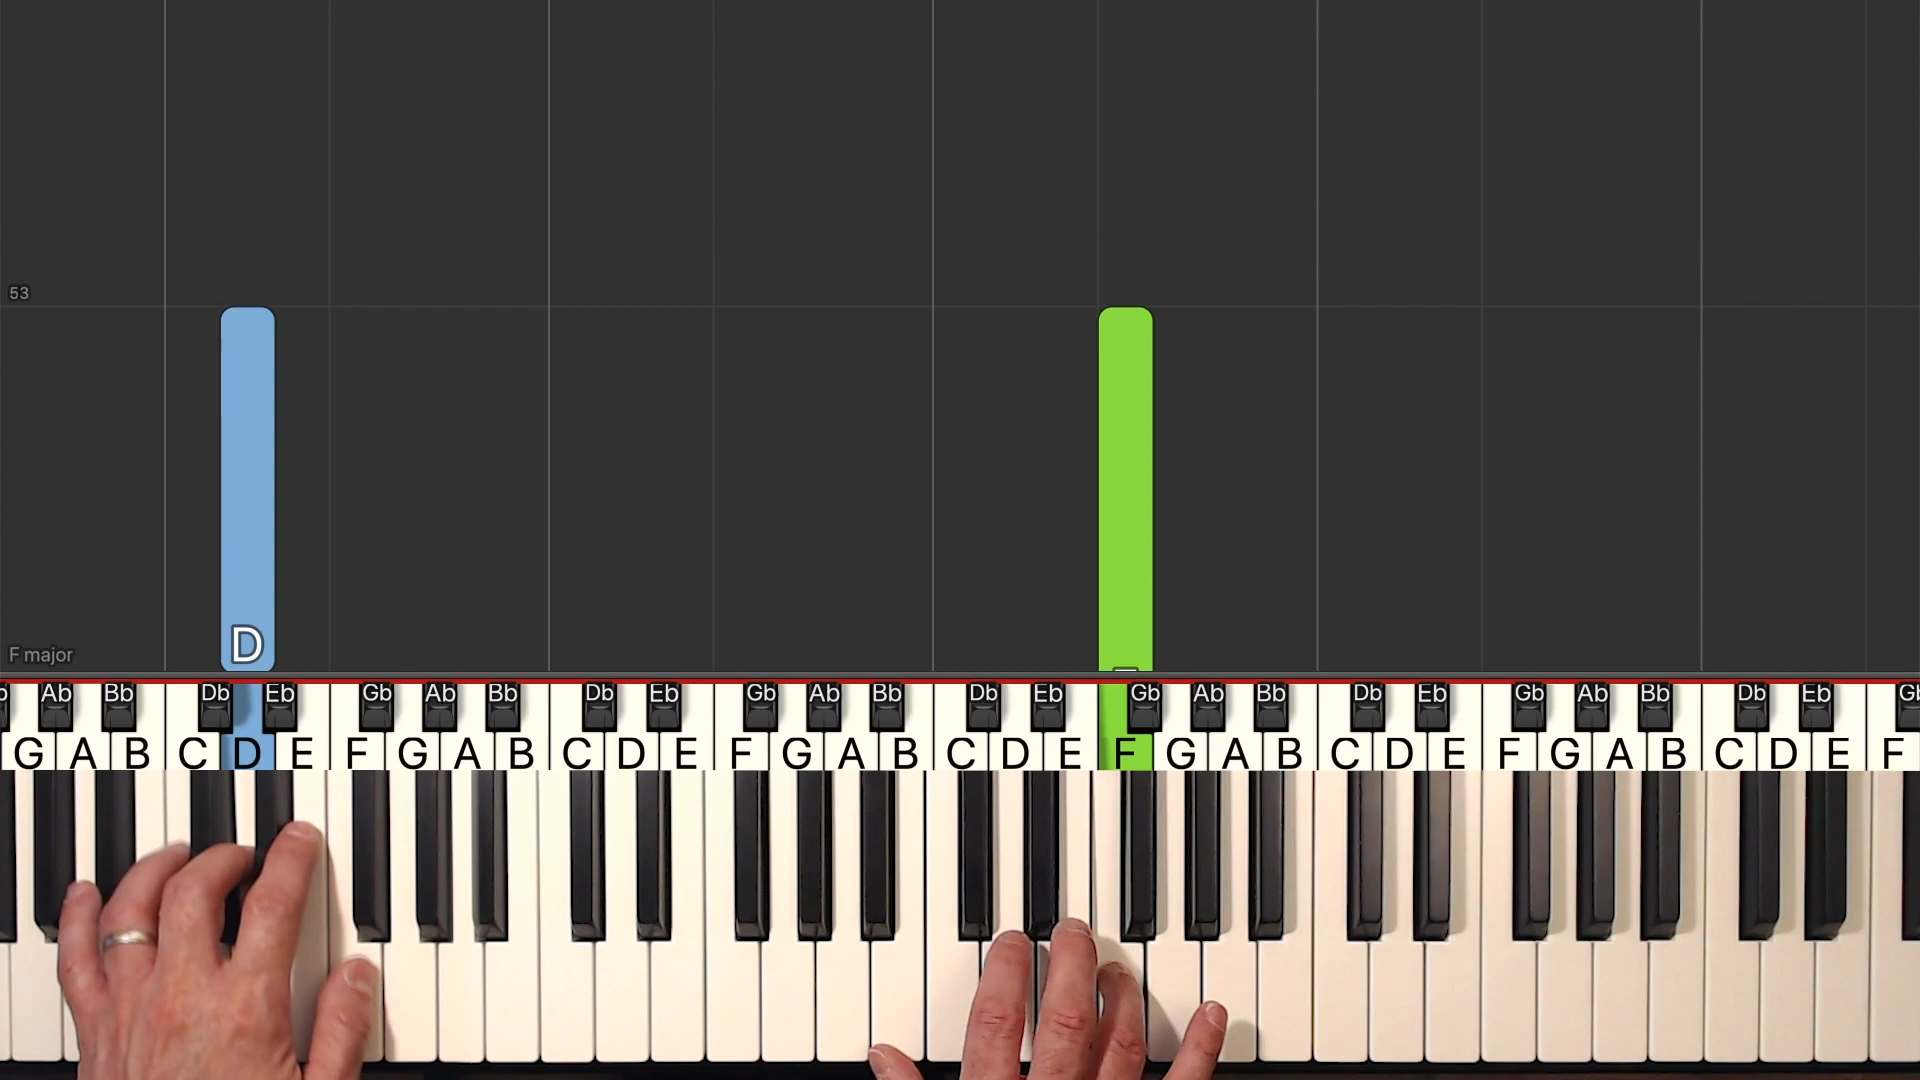 53
D
F major
Ab Bb Db Eb Gb Ab Bb Db Eb Gb Ab Bb Db Eb Gb Ab Bb Db Eb Gb Ab Bb Db Eb
G A B C D E F G A B C D E F G A B C D E F G A B C D E F G A B C D E F